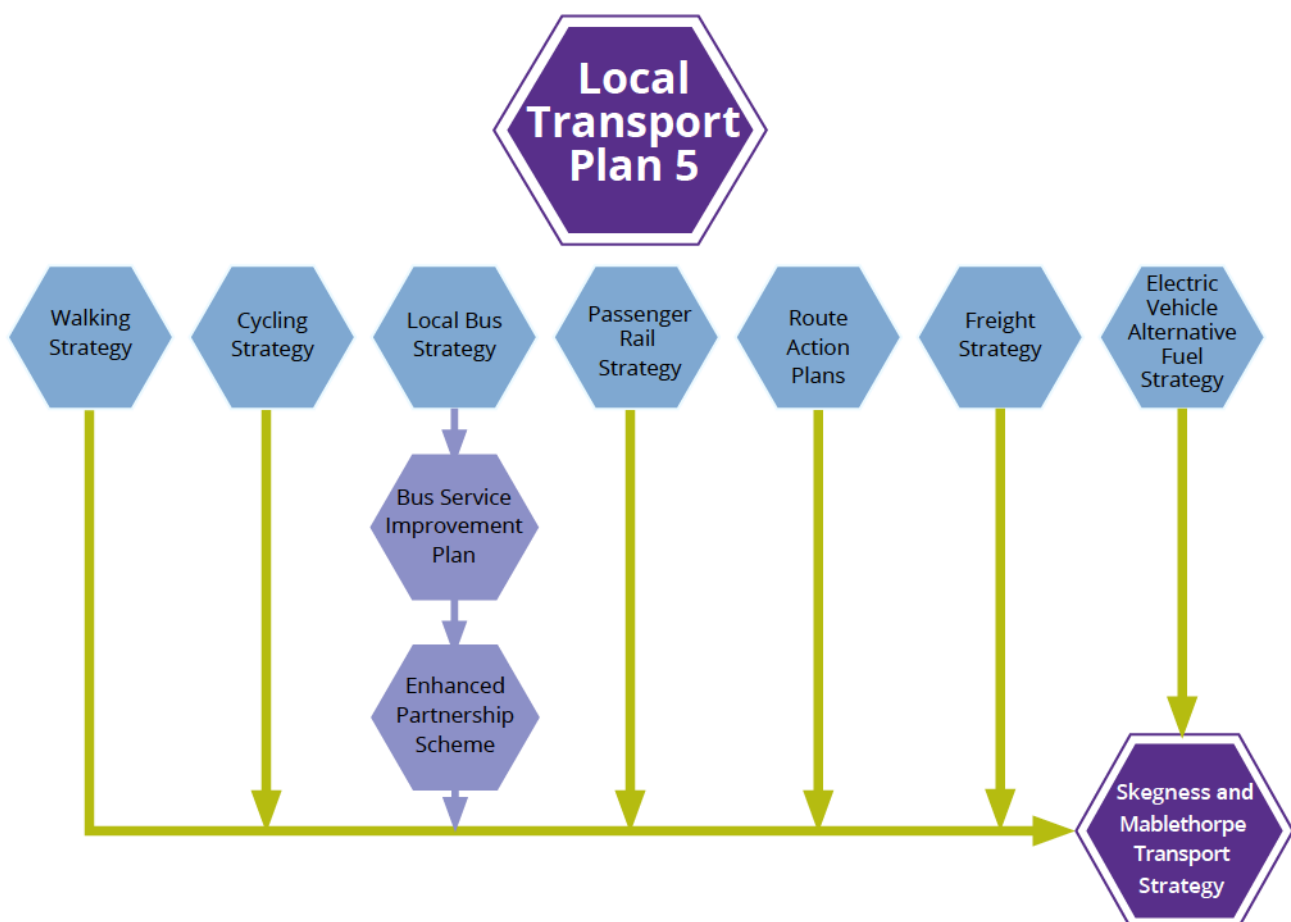 Local
Transport
Plan 5
Walking
Strategy
Cycling
Strategy
Local Bus
Strategy
Passenger
Rail
Strategy
Route
Action
Plans
Freight
Strategy
Electric
Vehicle
Alternative
Fuel
Strategy
Bus Service
Improvement
Plan
Enhanced
Partnership
Scheme
Skegness and
Mablethorpe
Transport
Strategy